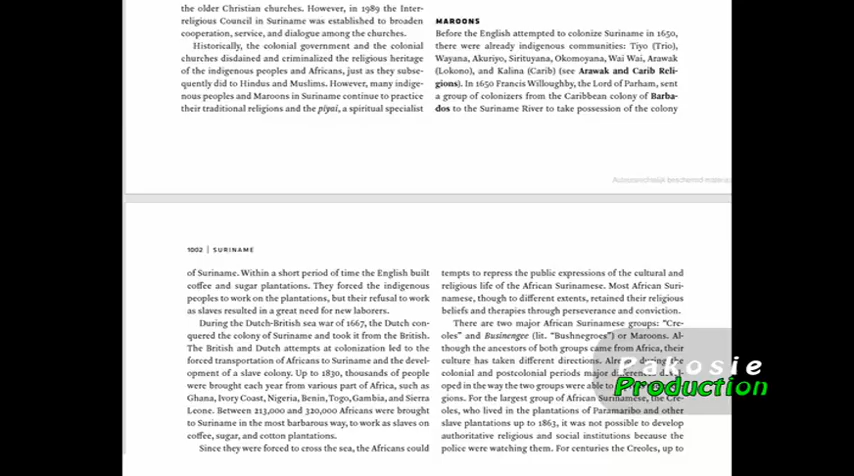 the older Christian churches. However, in 1989 the Inter-
religious Council in Suriname was established to broaden
cooperation, service, and dialogue among the churches.
Historically, the colonial government and the colonial
churches disdained and criminalized the religious heritage
of the indigenous peoples and Africans, just as they subse-
quently did to Hindus and Muslims. However, many indige-
nous peoples and Maroons in Suriname continue to practice
their traditional religions and the piyai, a spiritual specialist
MAROONS
Before the English attempted to colonize Suriname in 1650,
there were already indigenous communities: Tiyo (Trio),
Wayana, Akuriyo, Sirituyana, Okomoyana, Wai Wai, Arawak
(Lokono), and Kalina (Carib) (see Arawak and Carib Reli-
gions). In 1650 Francis Willoughby, the Lord of Parham, sent
a group of colonizers from the Caribbean colony of Barba-
dos to the Suriname River to take possession of the colony
1002 | SURINAME
of Suriname. Within a short period of time the English built
coffee and sugar plantations. They forced the indigenous
peoples to work on the plantations, but their refusal to work
as slaves resulted in a great need for new laborers.
During the Dutch-British sea war of 1667, the Dutch con-
quered the colony of Suriname and took it from the British.
The British and Dutch attempts at colonization led to the
forced transportation of Africans to Suriname and the devel-
opment of a slave colony. Up to 1830, thousands of people
were brought each year from various part of Africa, such as
Ghana, Ivory Coast, Nigeria, Benin, Togo, Gambia, and Sierra
Leone. Between 213,000 and 320,000 Africans were brought
to Suriname in the most barbarous way, to work as slaves on
coffee, sugar, and cotton plantations.
Since they were forced to cross the sea, the Africans could
tempts to repress the public expressions of the cultural and
religious life of the African Surinamese. Most African Suri-
namese, though to different extents, retained their religious
beliefs and therapies through perseverance and conviction.
There are two major African Surinamese groups: "Cre-
oles" and Businengee (lit. "Bushnegroes") or Maroons. Al-
though the ancestors of both groups came from Africa, their
culture has taken different directions. Already during the
colonial and postcolonial periods major differences devel-
oped in the way the two groups were able to
gions. For the largest group of African Surinamese, the Cre-
oles, who lived in the plantations of Paramaribo and other
slave plantations up to 1863, it was not possible to develop
authoritative religious and social institutions because the
police were watching them. For centuries the Creoles, up to
Pakosie
Production